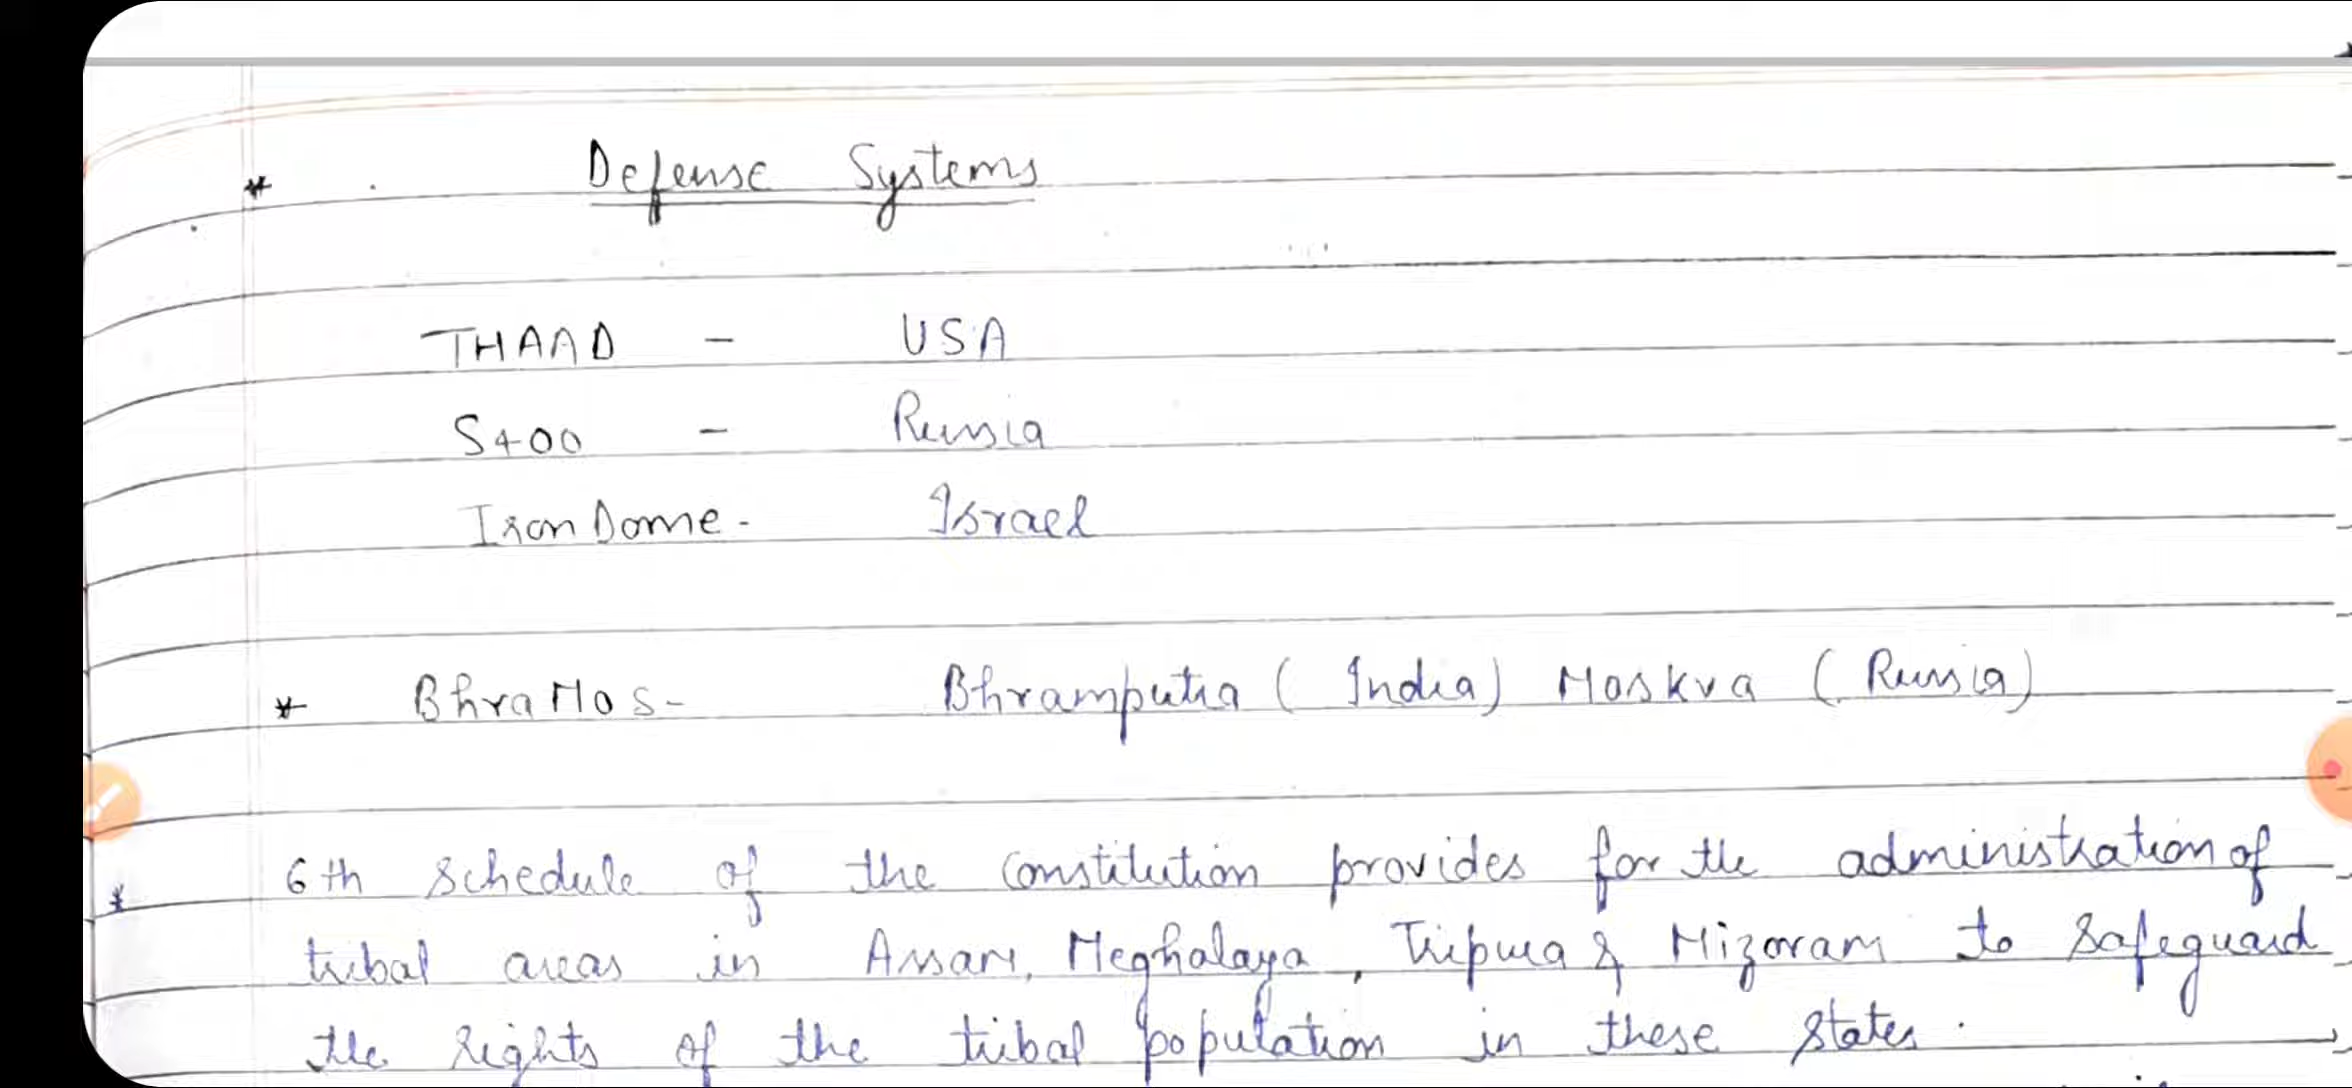 * Defense Systems
THAAD - USA
S400 - Russia
Iron Dome - Israel
* BhraMos - Bhramputra (India) Moskva (Russia)
* 6th Schedule of the Constitution provides for the administration of
tribal areas in Assam, Meghalaya, Tripura & Mizoram to safeguard
the rights of the tribal population in these states.